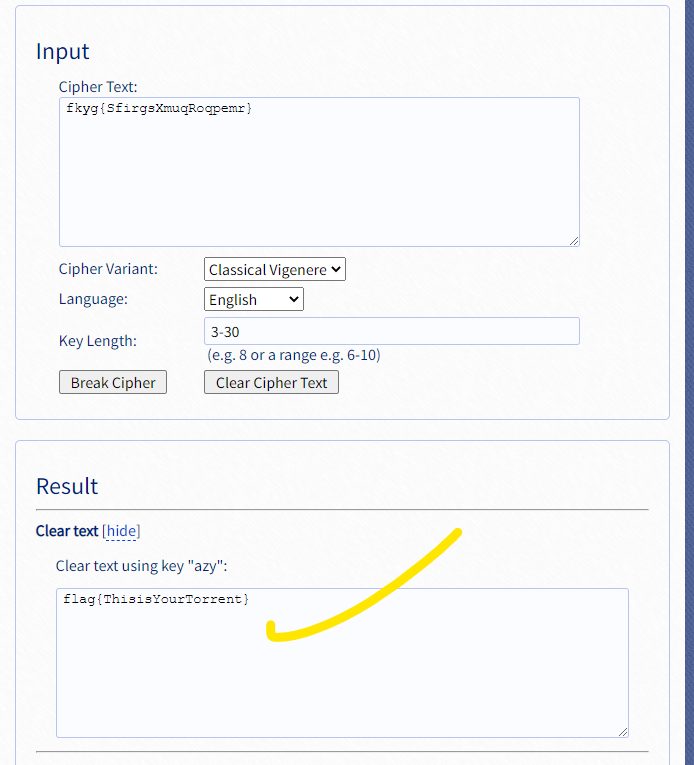 Input
Cipher Text:
fkyg{SfirgsXmuqRoqpemr}
Cipher Variant: Classical Vigenere
Language: English
Key Length: 3-30
(e.g. 8 or a range e.g. 6-10)
Break Cipher Clear Cipher Text
Result
Clear text [hide]
Clear text using key "azy":
flag{ThisisYourTorrent}